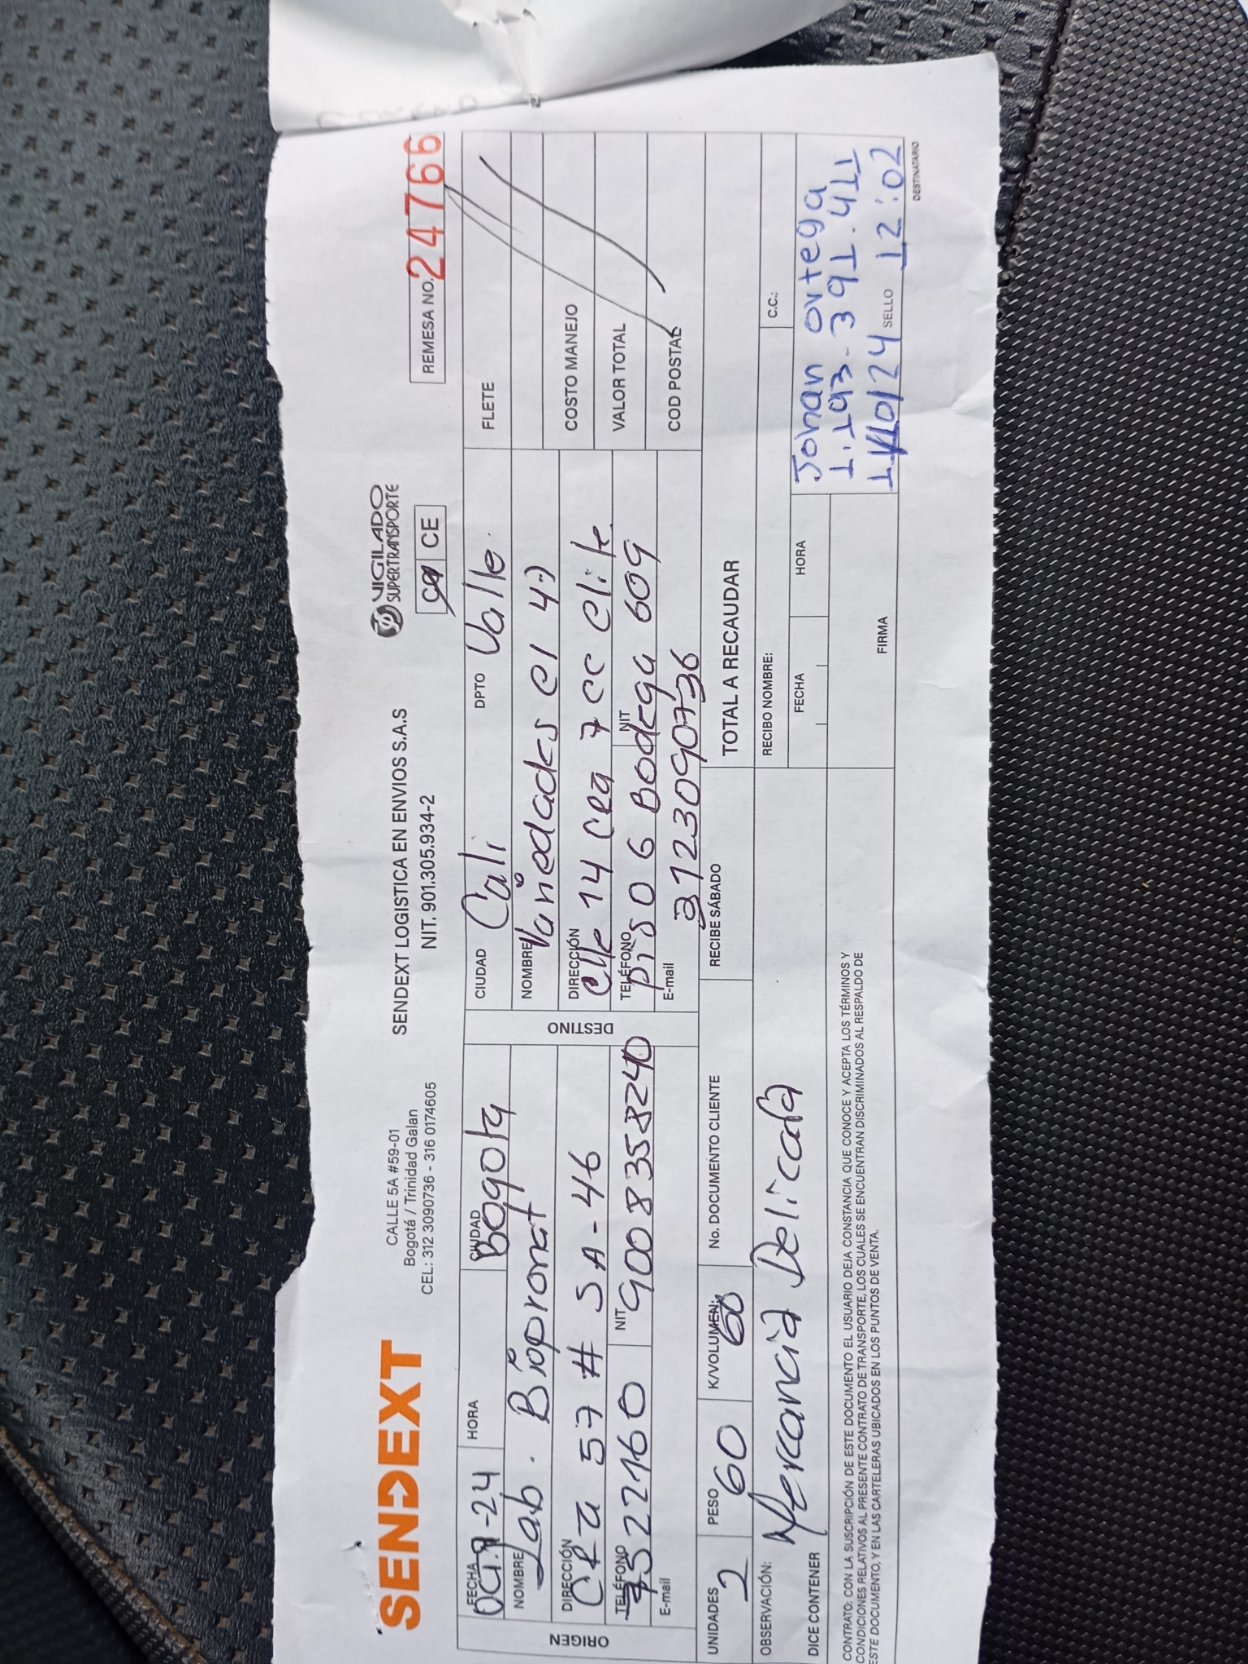 SENDEXT
CALLE 5A #59-01
Bogotá / Trinidad Galan
CEL: 312 3090736 - 316 0174605
SENDEXT LOGISTICA EN ENVIOS S.A.S
NIT. 901.305.934-2
VIGILADO
SUPERTRANSPORTE
CE
REMESA NO. 24766
ORIGEN
FECHA -24
HORA
CIUDAD Bogota
NOMBRE Lab. Biopronat
DIRECCIÓN CRa 57 # 5A-46
TELÉFONO 522160
NIT 9008358240
E-mail
DESTINO
CIUDAD Cali
DPTO Valle.
NOMBRE Variedades el 4:)
DIRECCIÓN Clle 14 CRa 7 CC Elite
TELÉFONO PISO 6 Bodega 609
NIT
E-mail 3123090736
FLETE
COSTO MANEJO
VALOR TOTAL
COD POSTAL
UNIDADES 2
PESO 60
K/VOLUMEN: 60
No. DOCUMENTO CLIENTE
RECIBE SÁBADO
TOTAL A RECAUDAR
OBSERVACIÓN: Mercancia Delicada
DICE CONTENER
RECIBO NOMBRE:
C.C.:
FECHA
HORA
FIRMA
Johan ortega
1.193.391.411
10/24 SELLO 12:02
DESTINATARIO
CONTRATO: CON LA SUSCRIPCIÓN DE ESTE DOCUMENTO EL USUARIO DEJA CONSTANCIA QUE CONOCE Y ACEPTA LOS TÉRMINOS Y
CONDICIONES RELATIVOS AL PRESENTE CONTRATO DE TRANSPORTE, LOS CUALES SE ENCUENTRAN DISCRIMINADOS AL RESPALDO DE
ESTE DOCUMENTO, Y EN LAS CARTELERAS UBICADOS EN LOS PUNTOS DE VENTA.